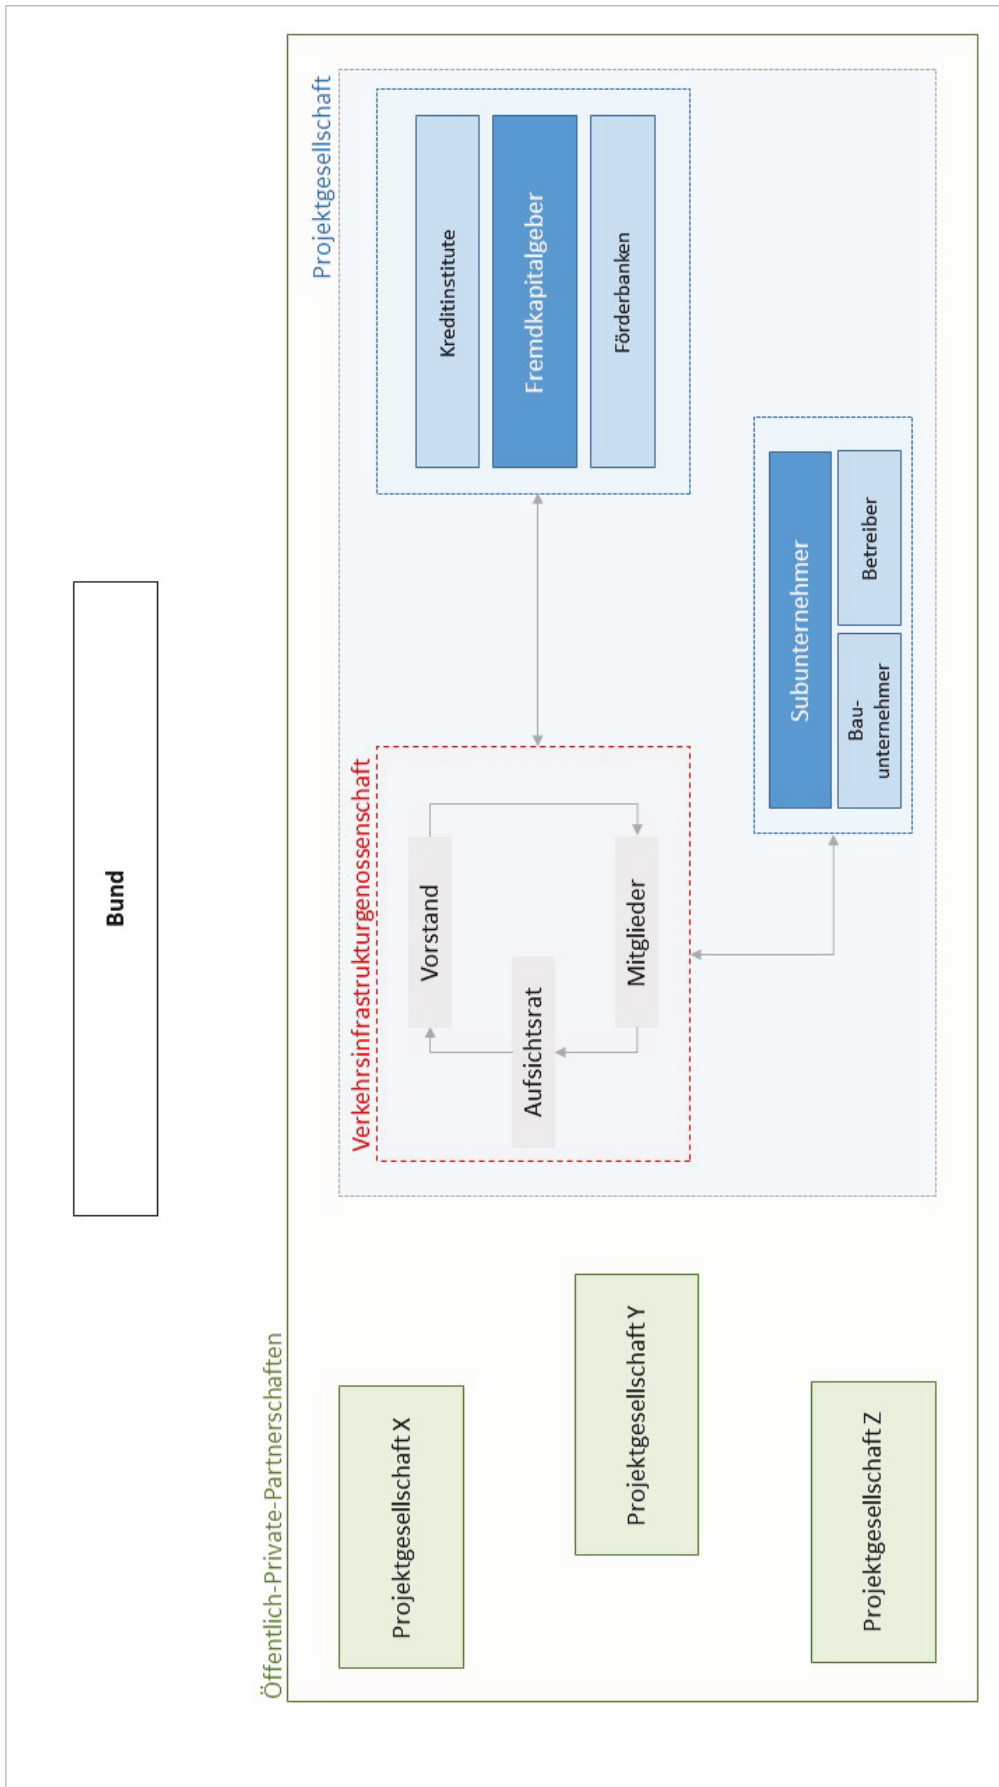 Bund
Öffentlich-Private-Partnerschaften
Projektgesellschaft X
Projektgesellschaft Y
Projektgesellschaft Z
Projektgesellschaft
Verkehrsinfrastrukturgenossenschaft
Vorstand
Aufsichtsrat
Mitglieder
Kreditinstitute
Fremdkapitalgeber
Förderbanken
Subunternehmer
Bau-
unternehmer
Betreiber